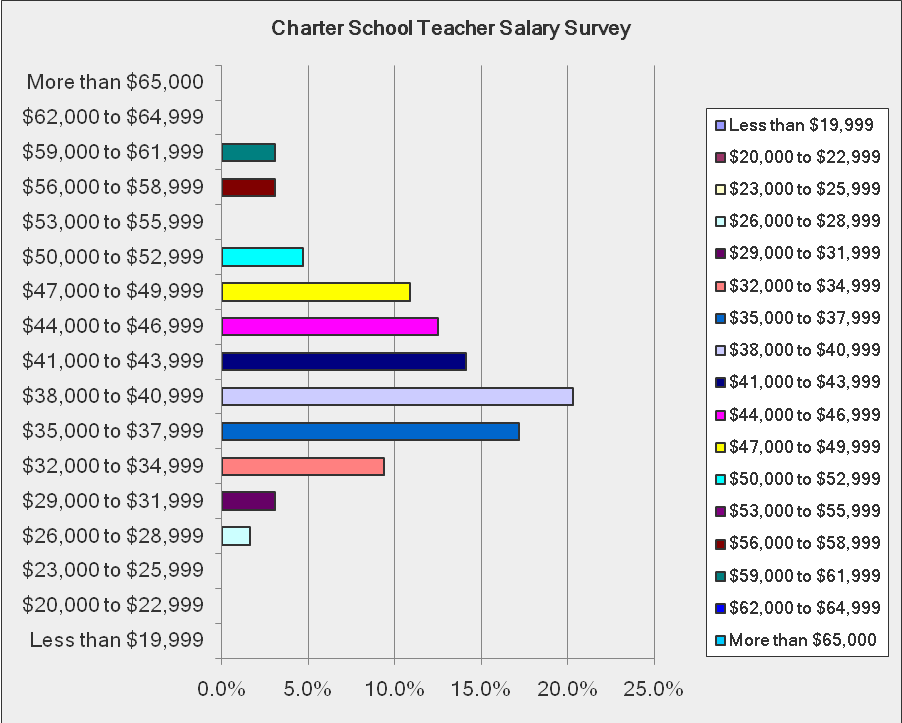 Charter School Teacher Salary Survey
More than $65,000
$62,000 to $64,999
$59,000 to $61,999
$56,000 to $58,999
$53,000 to $55,999
$50,000 to $52,999
$47,000 to $49,999
$44,000 to $46,999
$41,000 to $43,999
$38,000 to $40,999
$35,000 to $37,999
$32,000 to $34,999
$29,000 to $31,999
$26,000 to $28,999
$23,000 to $25,999
$20,000 to $22,999
Less than $19,999
0.0% 5.0% 10.0% 15.0% 20.0% 25.0%
Less than $19,999
$20,000 to $22,999
$23,000 to $25,999
$26,000 to $28,999
$29,000 to $31,999
$32,000 to $34,999
$35,000 to $37,999
$38,000 to $40,999
$41,000 to $43,999
$44,000 to $46,999
$47,000 to $49,999
$50,000 to $52,999
$53,000 to $55,999
$56,000 to $58,999
$59,000 to $61,999
$62,000 to $64,999
More than $65,000